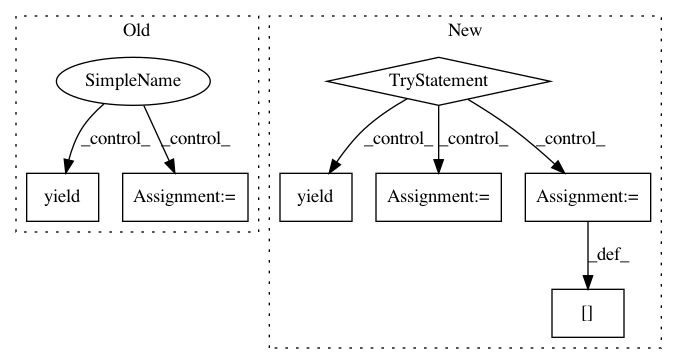 Old
New
SimpleName
TryStatement
_control_
_control_
_control_
_control_
_control_
yield
Assignment:=
yield
Assignment:=
Assignment:=
_def_
[]